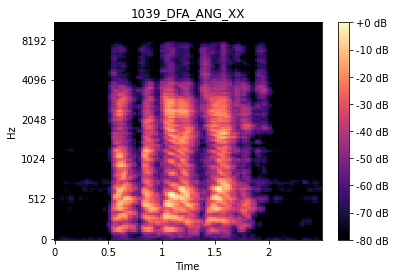 1039_DFA_ANG_XX
+0 dB
8192
-10 dB
4096
-20 dB
-30 dB
2048
Hz
-40 dB
1024
-50 dB
512
-60 dB
-70 dB
0
-80 dB
0 0.5 1 1.5 2
Time